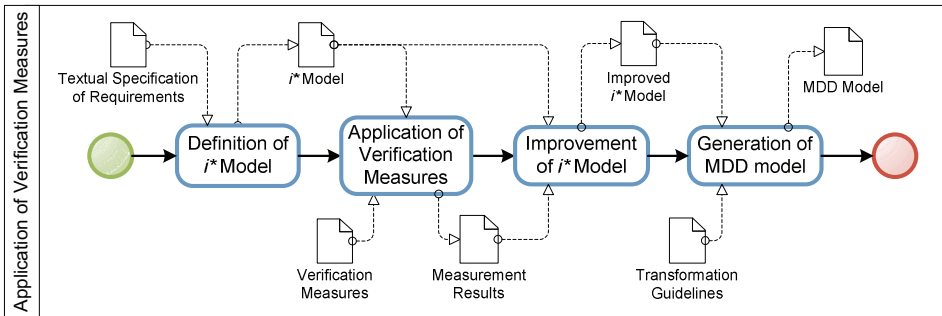 Application of Verification Measures
Textual Specification
of Requirements
i* Model
Improved
i* Model
MDD Model
Definition of
i* Model
Application of
Verification
Measures
Improvement
of i* Model
Generation of
MDD model
Verification
Measures
Measurement
Results
Transformation
Guidelines